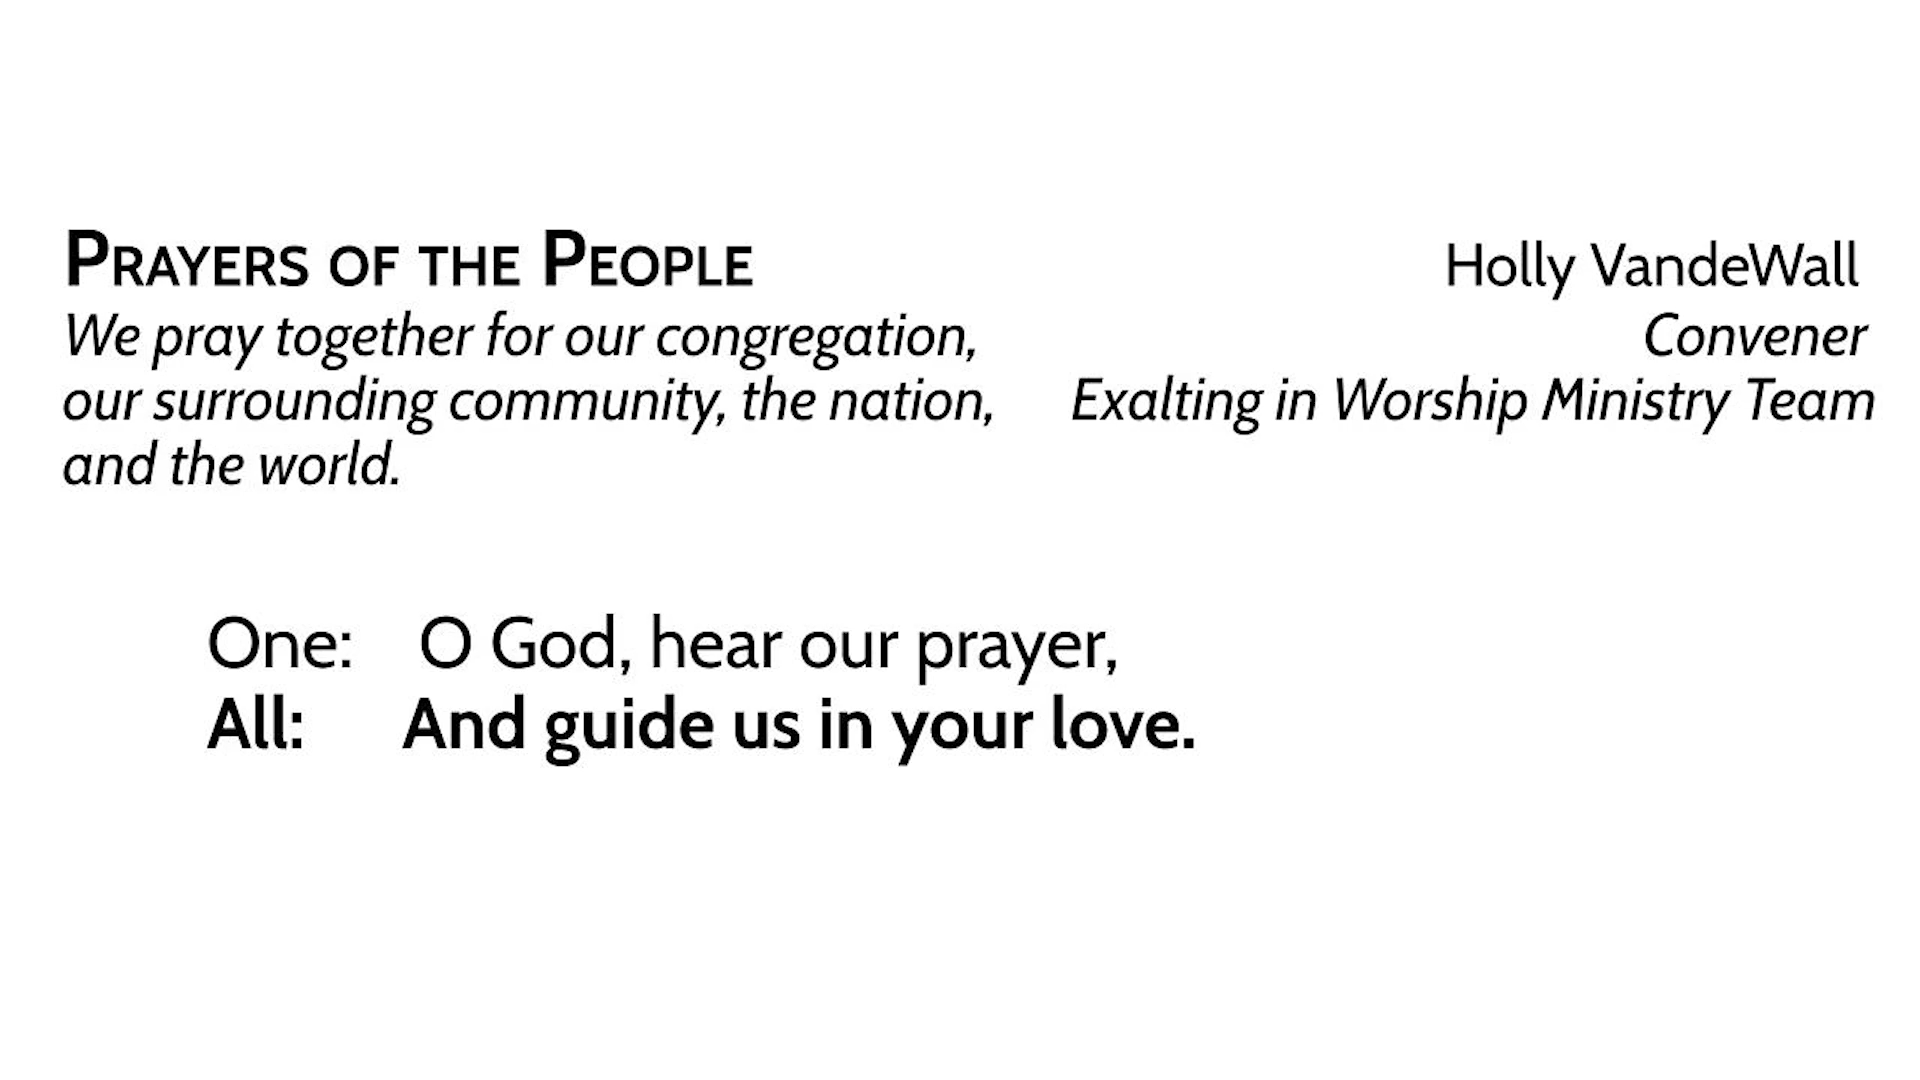 Prayers of the People Holly VandeWall
We pray together for our congregation, Convener
our surrounding community, the nation, Exalting in Worship Ministry Team
and the world.
One: O God, hear our prayer,
All: And guide us in your love.